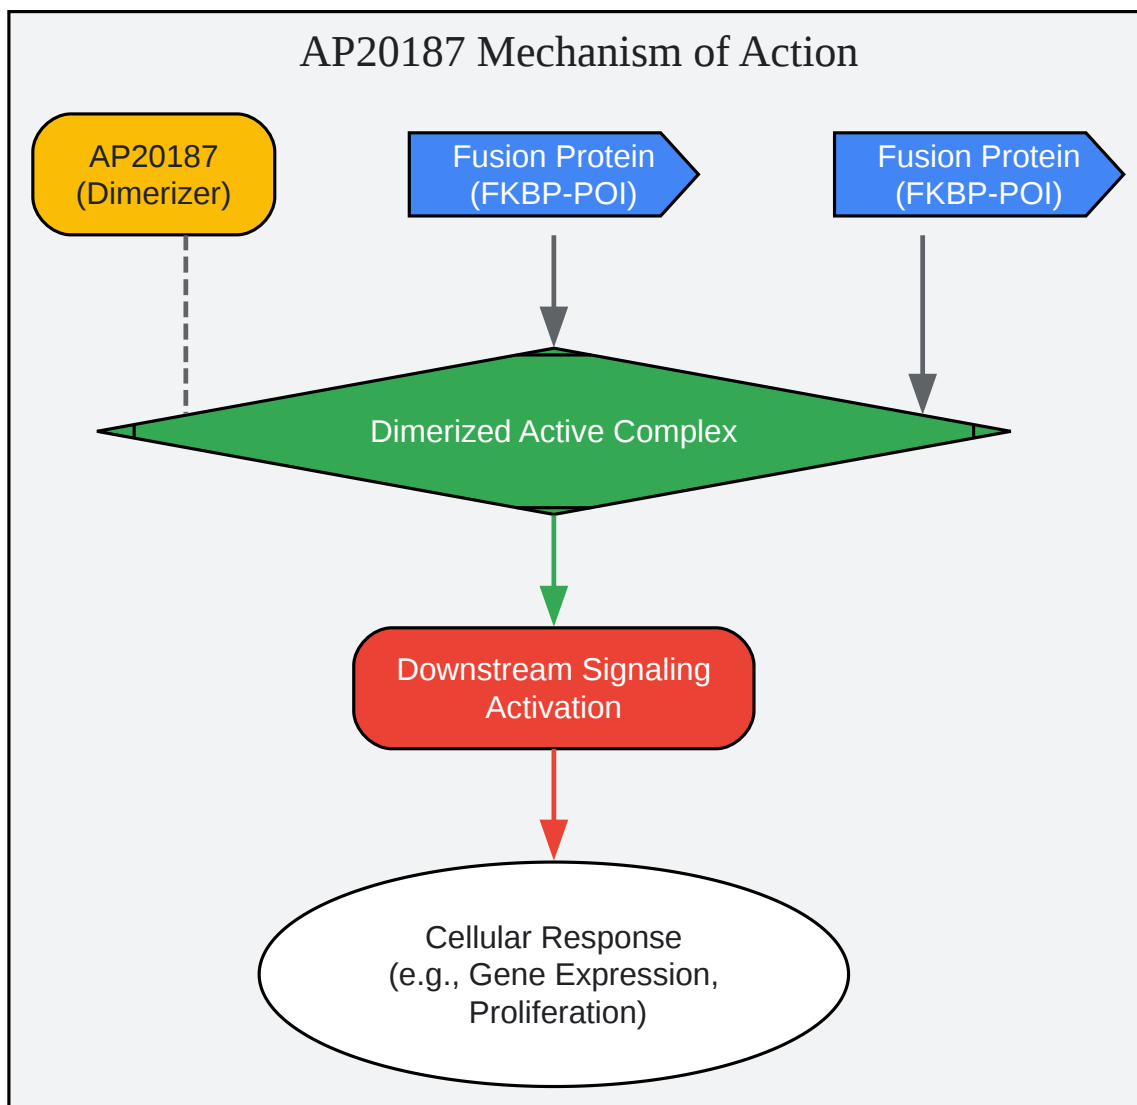 AP20187 Mechanism of Action
AP20187
(Dimerizer)
Fusion Protein
(FKBP-POI)
Fusion Protein
(FKBP-POI)
Dimerized Active Complex
Downstream Signaling
Activation
Cellular Response
(e.g., Gene Expression,
Proliferation)